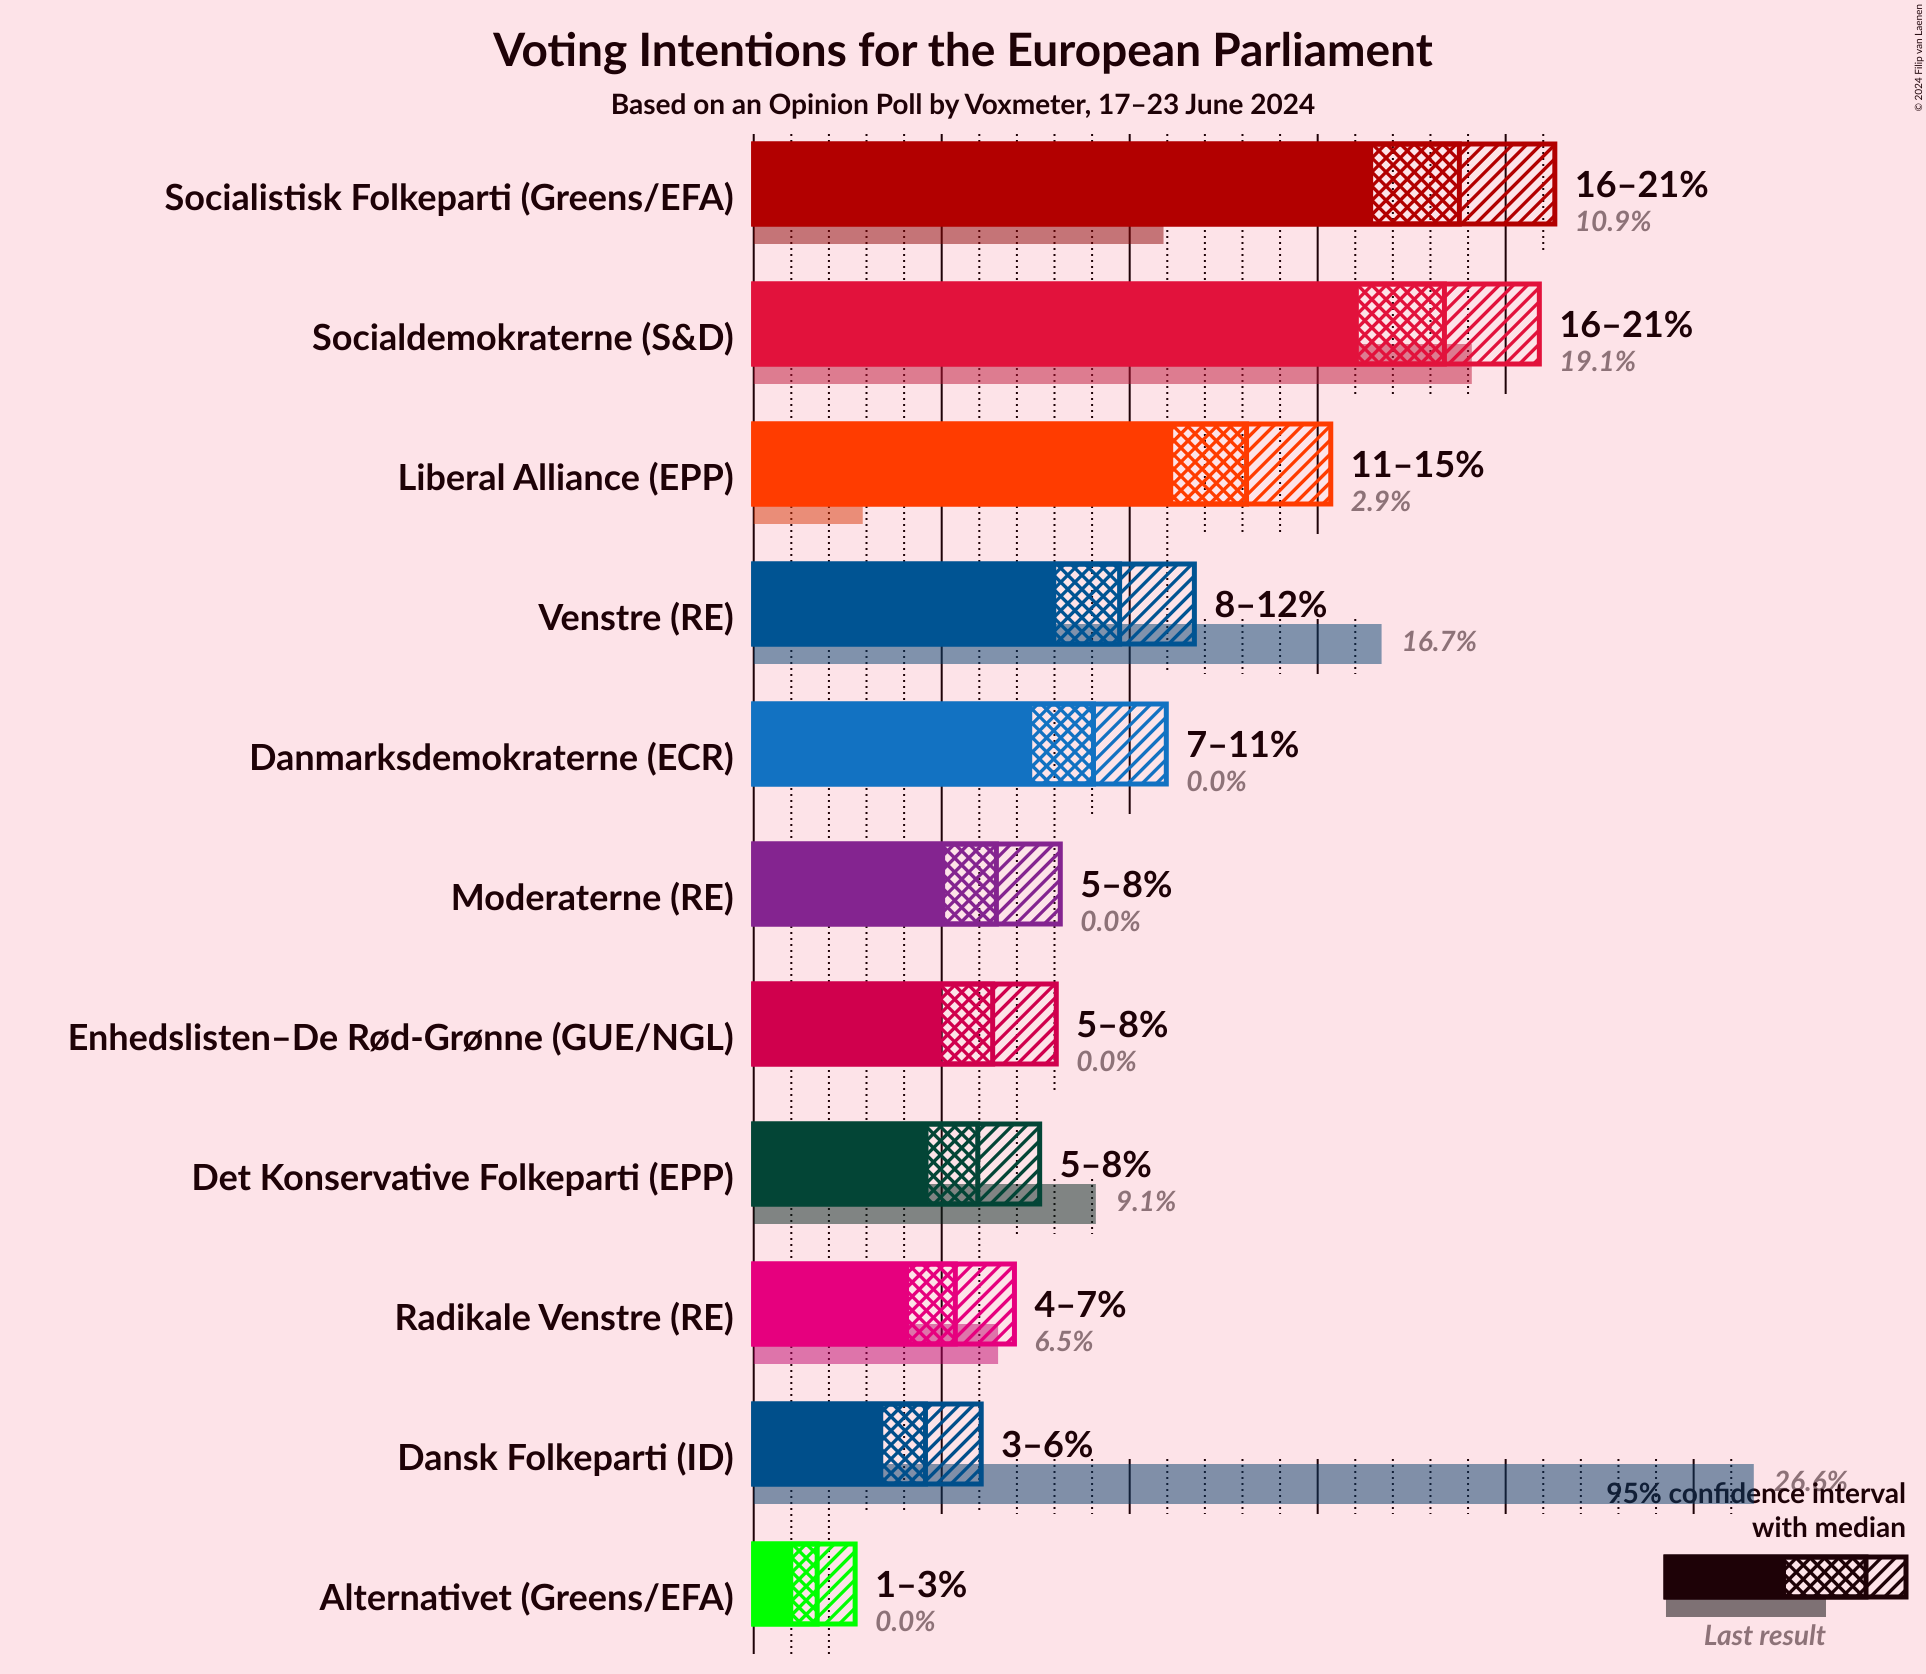 © 2024 Filip van Laenen
Voting Intentions for the European Parliament
Based on an Opinion Poll by Voxmeter, 17–23 June 2024
Socialistisk Folkeparti (Greens/EFA)
16–21%
10.9%
Socialdemokraterne (S&D)
16–21%
19.1%
Liberal Alliance (EPP)
11–15%
2.9%
Venstre (RE)
8–12%
16.7%
Danmarksdemokraterne (ECR)
7–11%
0.0%
Moderaterne (RE)
5–8%
0.0%
Enhedslisten–De Rød-Grønne (GUE/NGL)
5–8%
0.0%
Det Konservative Folkeparti (EPP)
5–8%
9.1%
Radikale Venstre (RE)
4–7%
6.5%
Dansk Folkeparti (ID)
3–6%
26.6%
Alternativet (Greens/EFA)
1–3%
0.0%
95% confidence interval
with median
Last result